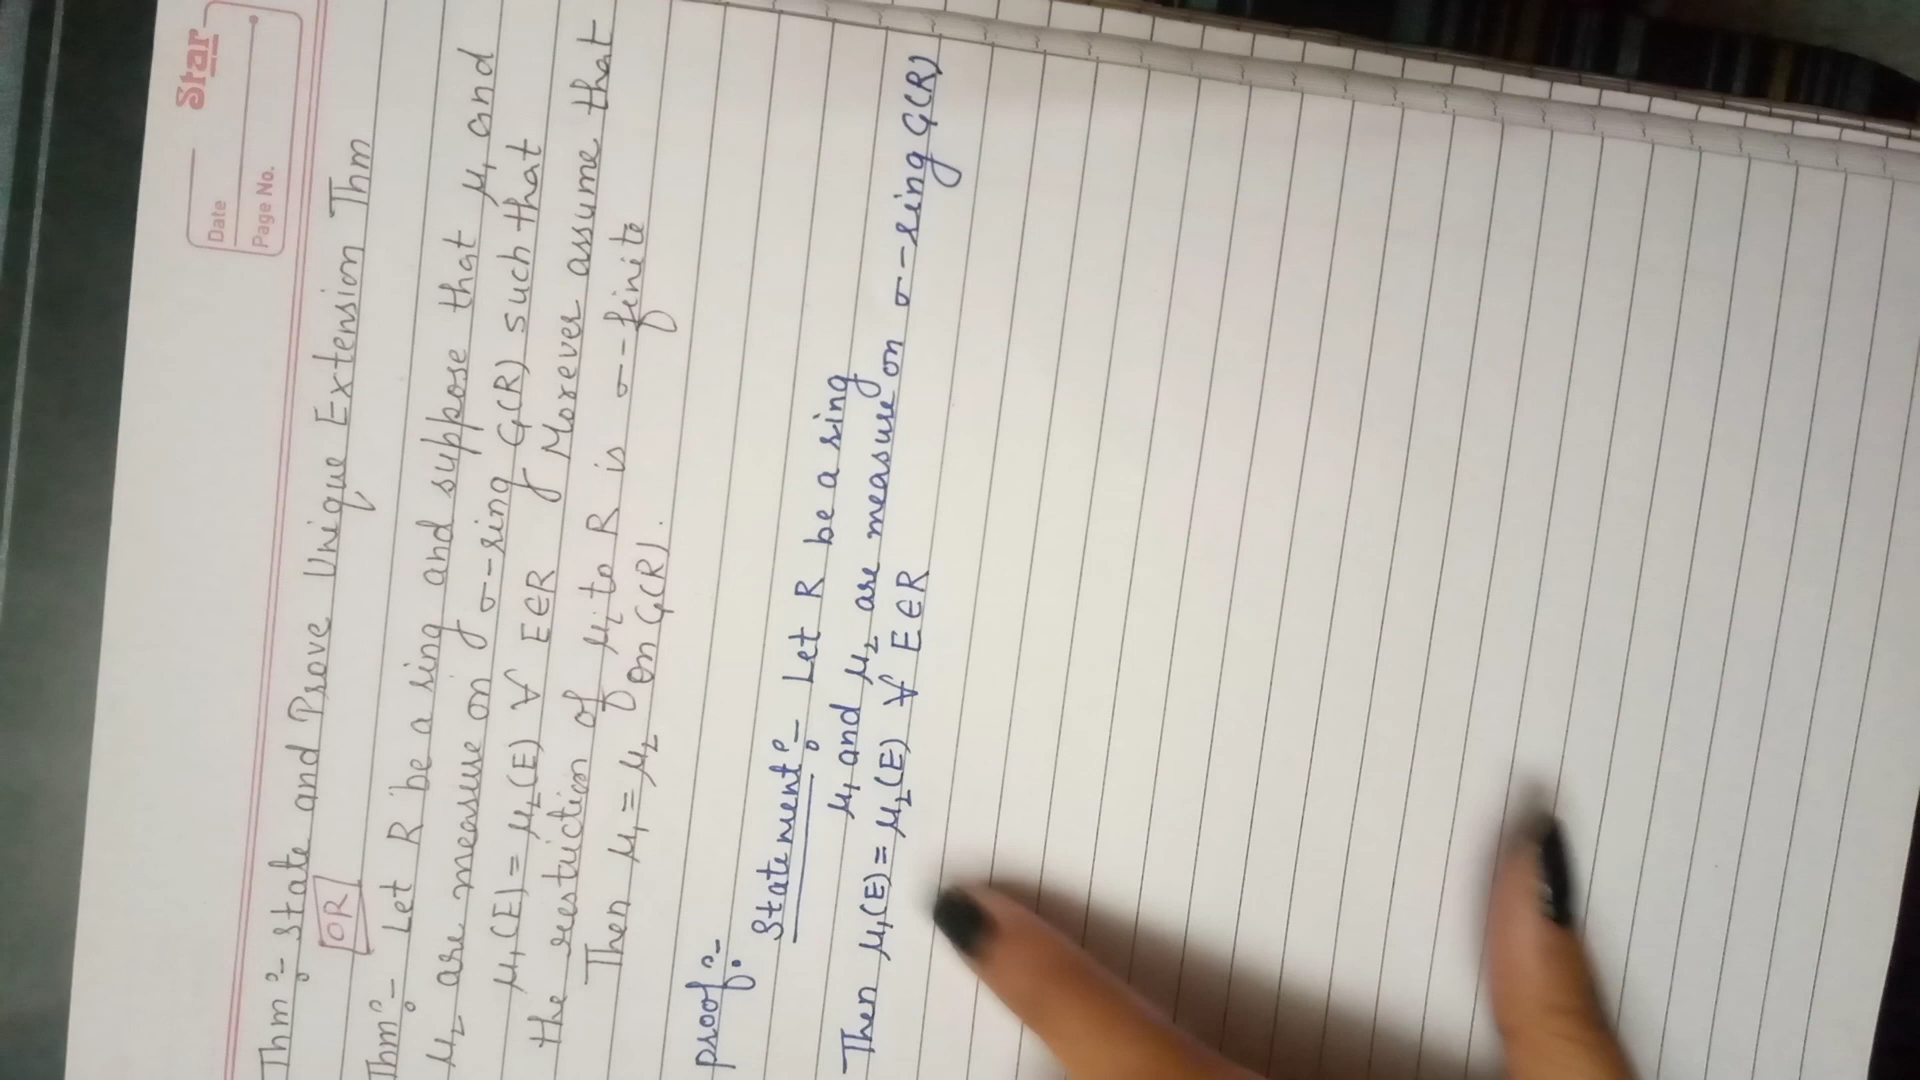 Star
Date
Page No.
Thm :- State and Prove Unique Extension Thm
OR
Thm :- Let R be a ring and suppose that μ₁ and
μ₂ are measure on σ-ring G(R) such that
μ₁(E) = μ₂(E) ∀ E∈R Morever assume that
the restriction of μᵢ to R is σ-finite
Then μ₁ = μ₂ on G(R).
proof :-
Statement :- Let R be a ring
μ₁ and μ₂ are measure on σ-ring G(R)
Then μ₁(E) = μ₂(E) ∀ E∈R